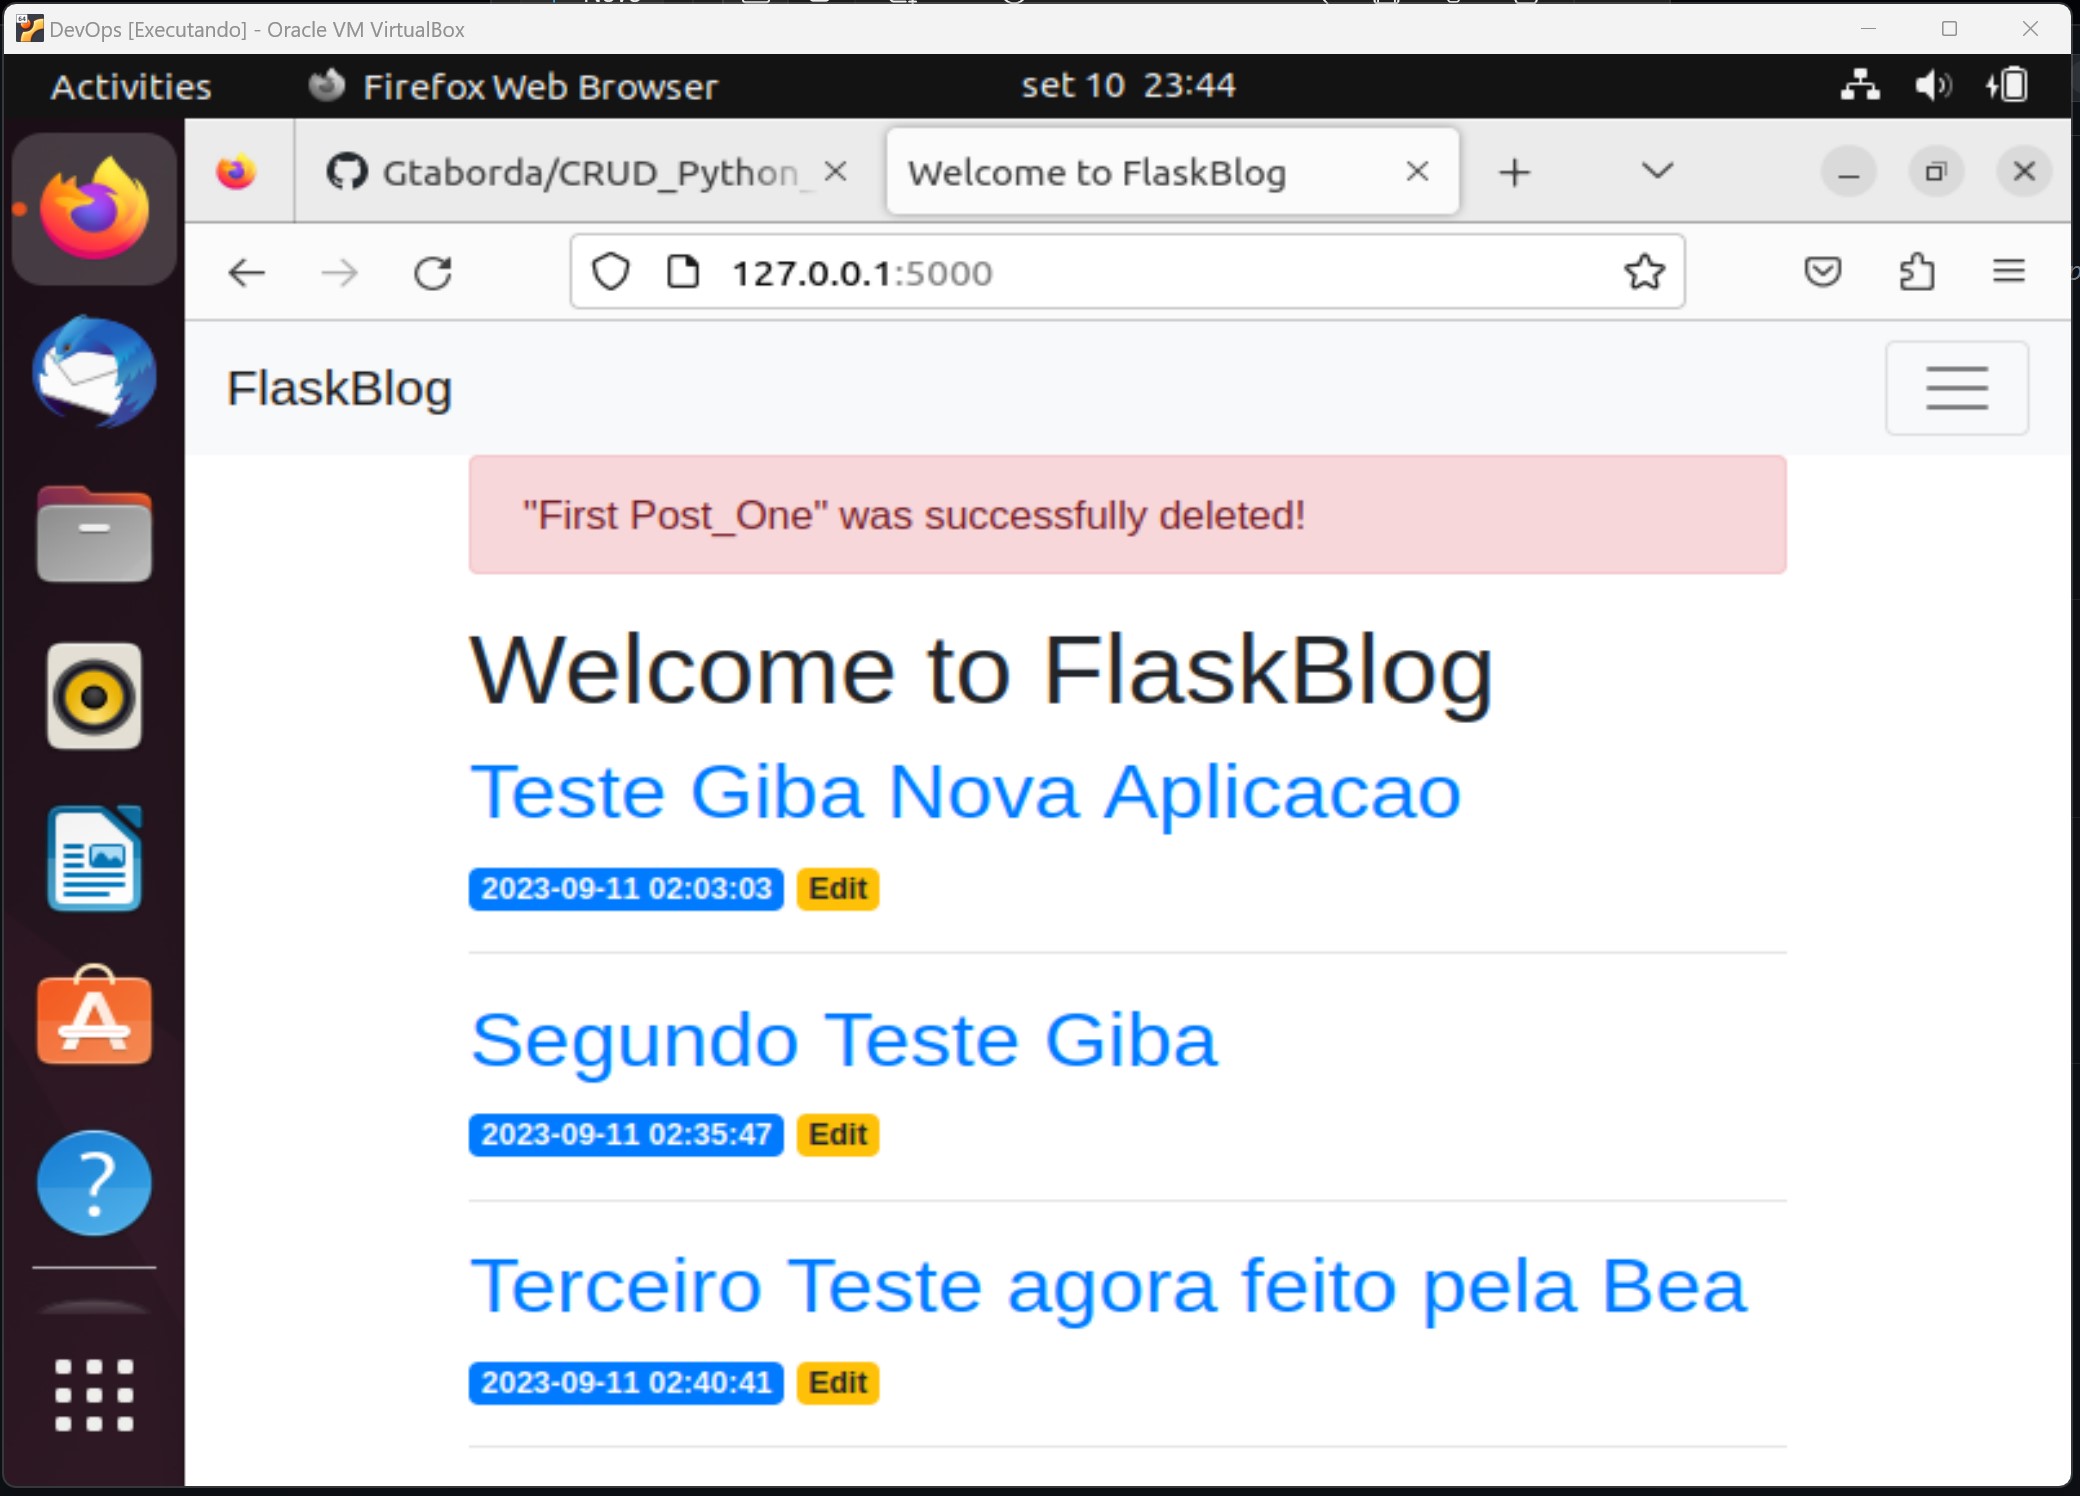 DevOps [Executando] - Oracle VM VirtualBox
Activities Firefox Web Browser set 10 23:44
Gtaborda/CRUD_Python_ Welcome to FlaskBlog
127.0.0.1:5000
FlaskBlog
"First Post_One" was successfully deleted!
Welcome to FlaskBlog
Teste Giba Nova Aplicacao
2023-09-11 02:03:03 Edit
Segundo Teste Giba
2023-09-11 02:35:47 Edit
Terceiro Teste agora feito pela Bea
2023-09-11 02:40:41 Edit